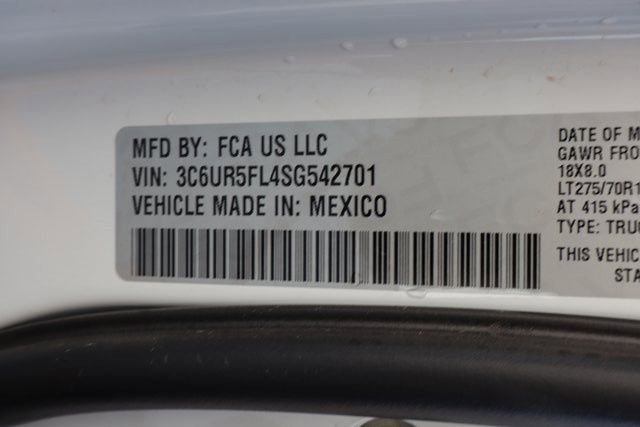 MFD BY: FCA US LLC
VIN: 3C6UR5FL4SG542701
VEHICLE MADE IN: MEXICO
DATE OF M
GAWR FRO
18X8.0
LT275/70R1
AT 415 kPa
TYPE: TRU
THIS VEHIC
STA